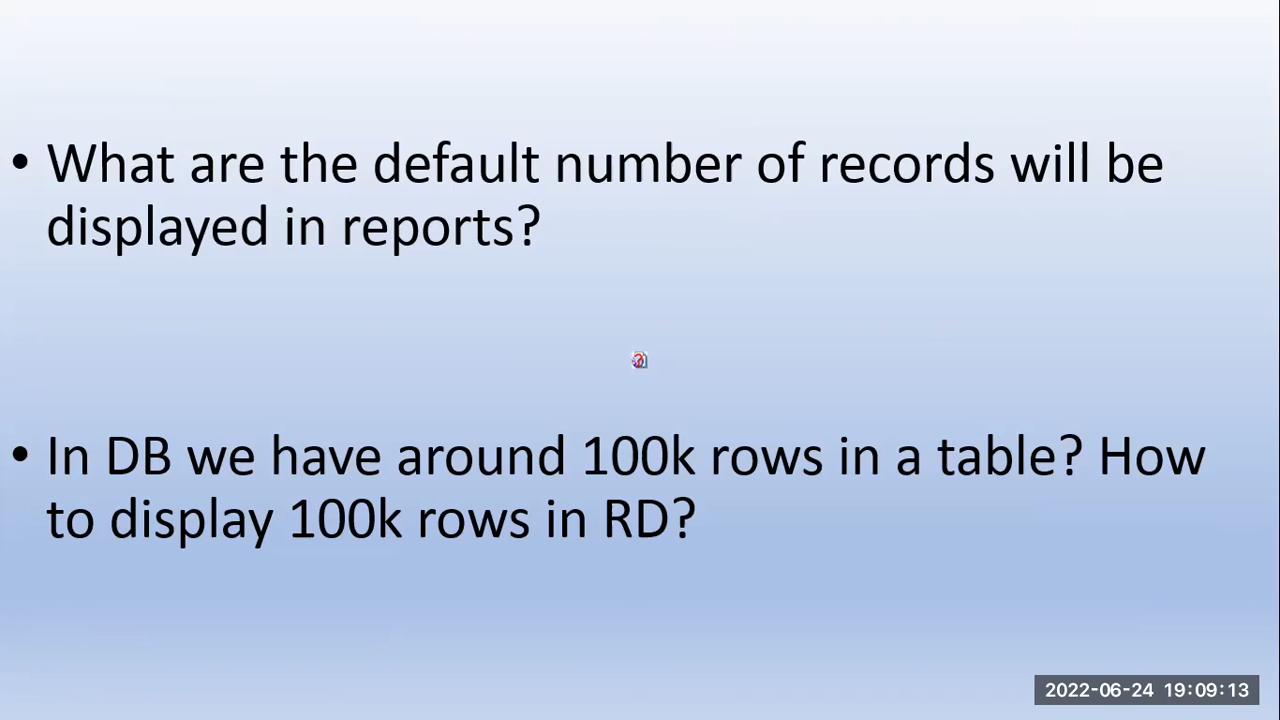 • What are the default number of records will be
displayed in reports?
• In DB we have around 100k rows in a table? How
to display 100k rows in RD?
2022-06-24 19:09:13